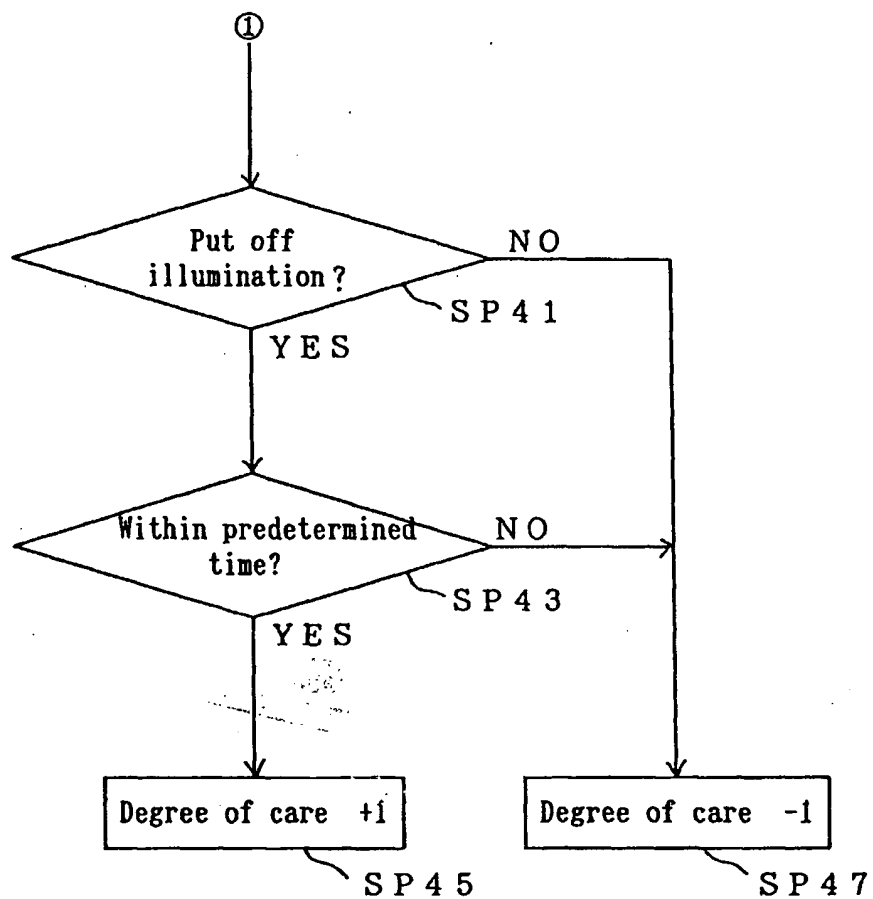 ①
Put off
illumination?
NO
SP41
YES
Within predetermined
time?
NO
SP43
YES
Degree of care +1
Degree of care -1
SP45
SP47